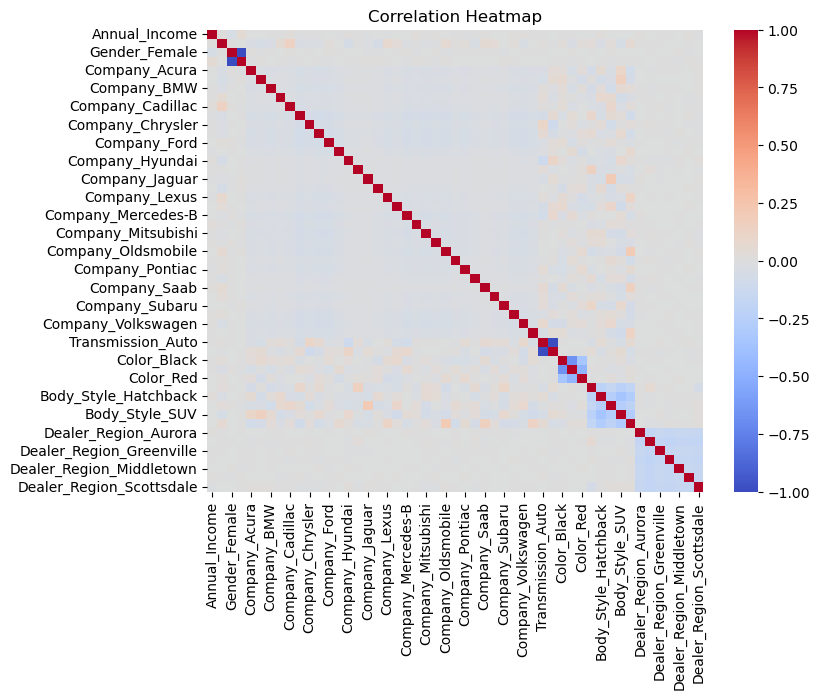 Correlation Heatmap
Annual_Income
Gender_Female
Company_Acura
Company_BMW
Company_Cadillac
Company_Chrysler
Company_Ford
Company_Hyundai
Company_Jaguar
Company_Lexus
Company_Mercedes-B
Company_Mitsubishi
Company_Oldsmobile
Company_Pontiac
Company_Saab
Company_Subaru
Company_Volkswagen
Transmission_Auto
Color_Black
Color_Red
Body_Style_Hatchback
Body_Style_SUV
Dealer_Region_Aurora
Dealer_Region_Greenville
Dealer_Region_Middletown
Dealer_Region_Scottsdale
Annual_Income
Gender_Female
Company_Acura
Company_BMW
Company_Cadillac
Company_Chrysler
Company_Ford
Company_Hyundai
Company_Jaguar
Company_Lexus
Company_Mercedes-B
Company_Mitsubishi
Company_Oldsmobile
Company_Pontiac
Company_Saab
Company_Subaru
Company_Volkswagen
Transmission_Auto
Color_Black
Color_Red
Body_Style_Hatchback
Body_Style_SUV
Dealer_Region_Aurora
Dealer_Region_Greenville
Dealer_Region_Middletown
Dealer_Region_Scottsdale
1.00
0.75
0.50
0.25
0.00
−0.25
−0.50
−0.75
−1.00